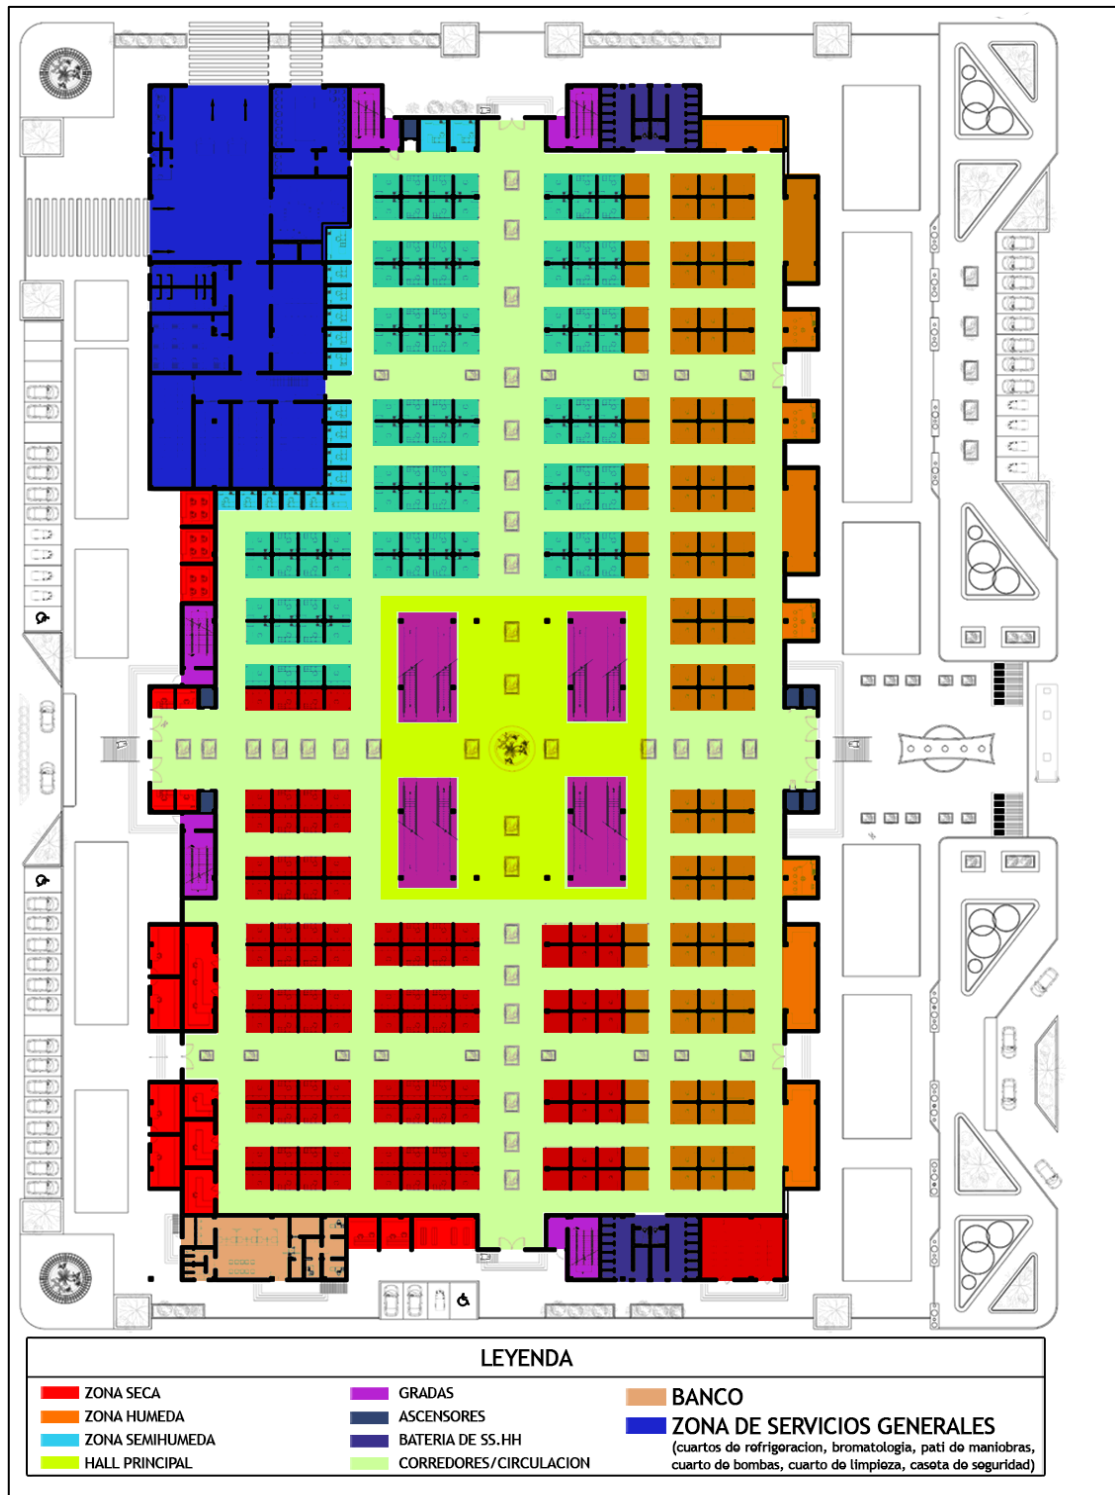 LEYENDA
ZONA SECA
ZONA HUMEDA
ZONA SEMIHUMEDA
HALL PRINCIPAL
GRADAS
ASCENSORES
BATERIA DE SS.HH
CORREDORES/CIRCULACION
BANCO
ZONA DE SERVICIOS GENERALES
(cuartos de refrigeracion, bromatologia, pati de maniobras,
cuarto de bombas, cuarto de limpieza, caseta de seguridad)